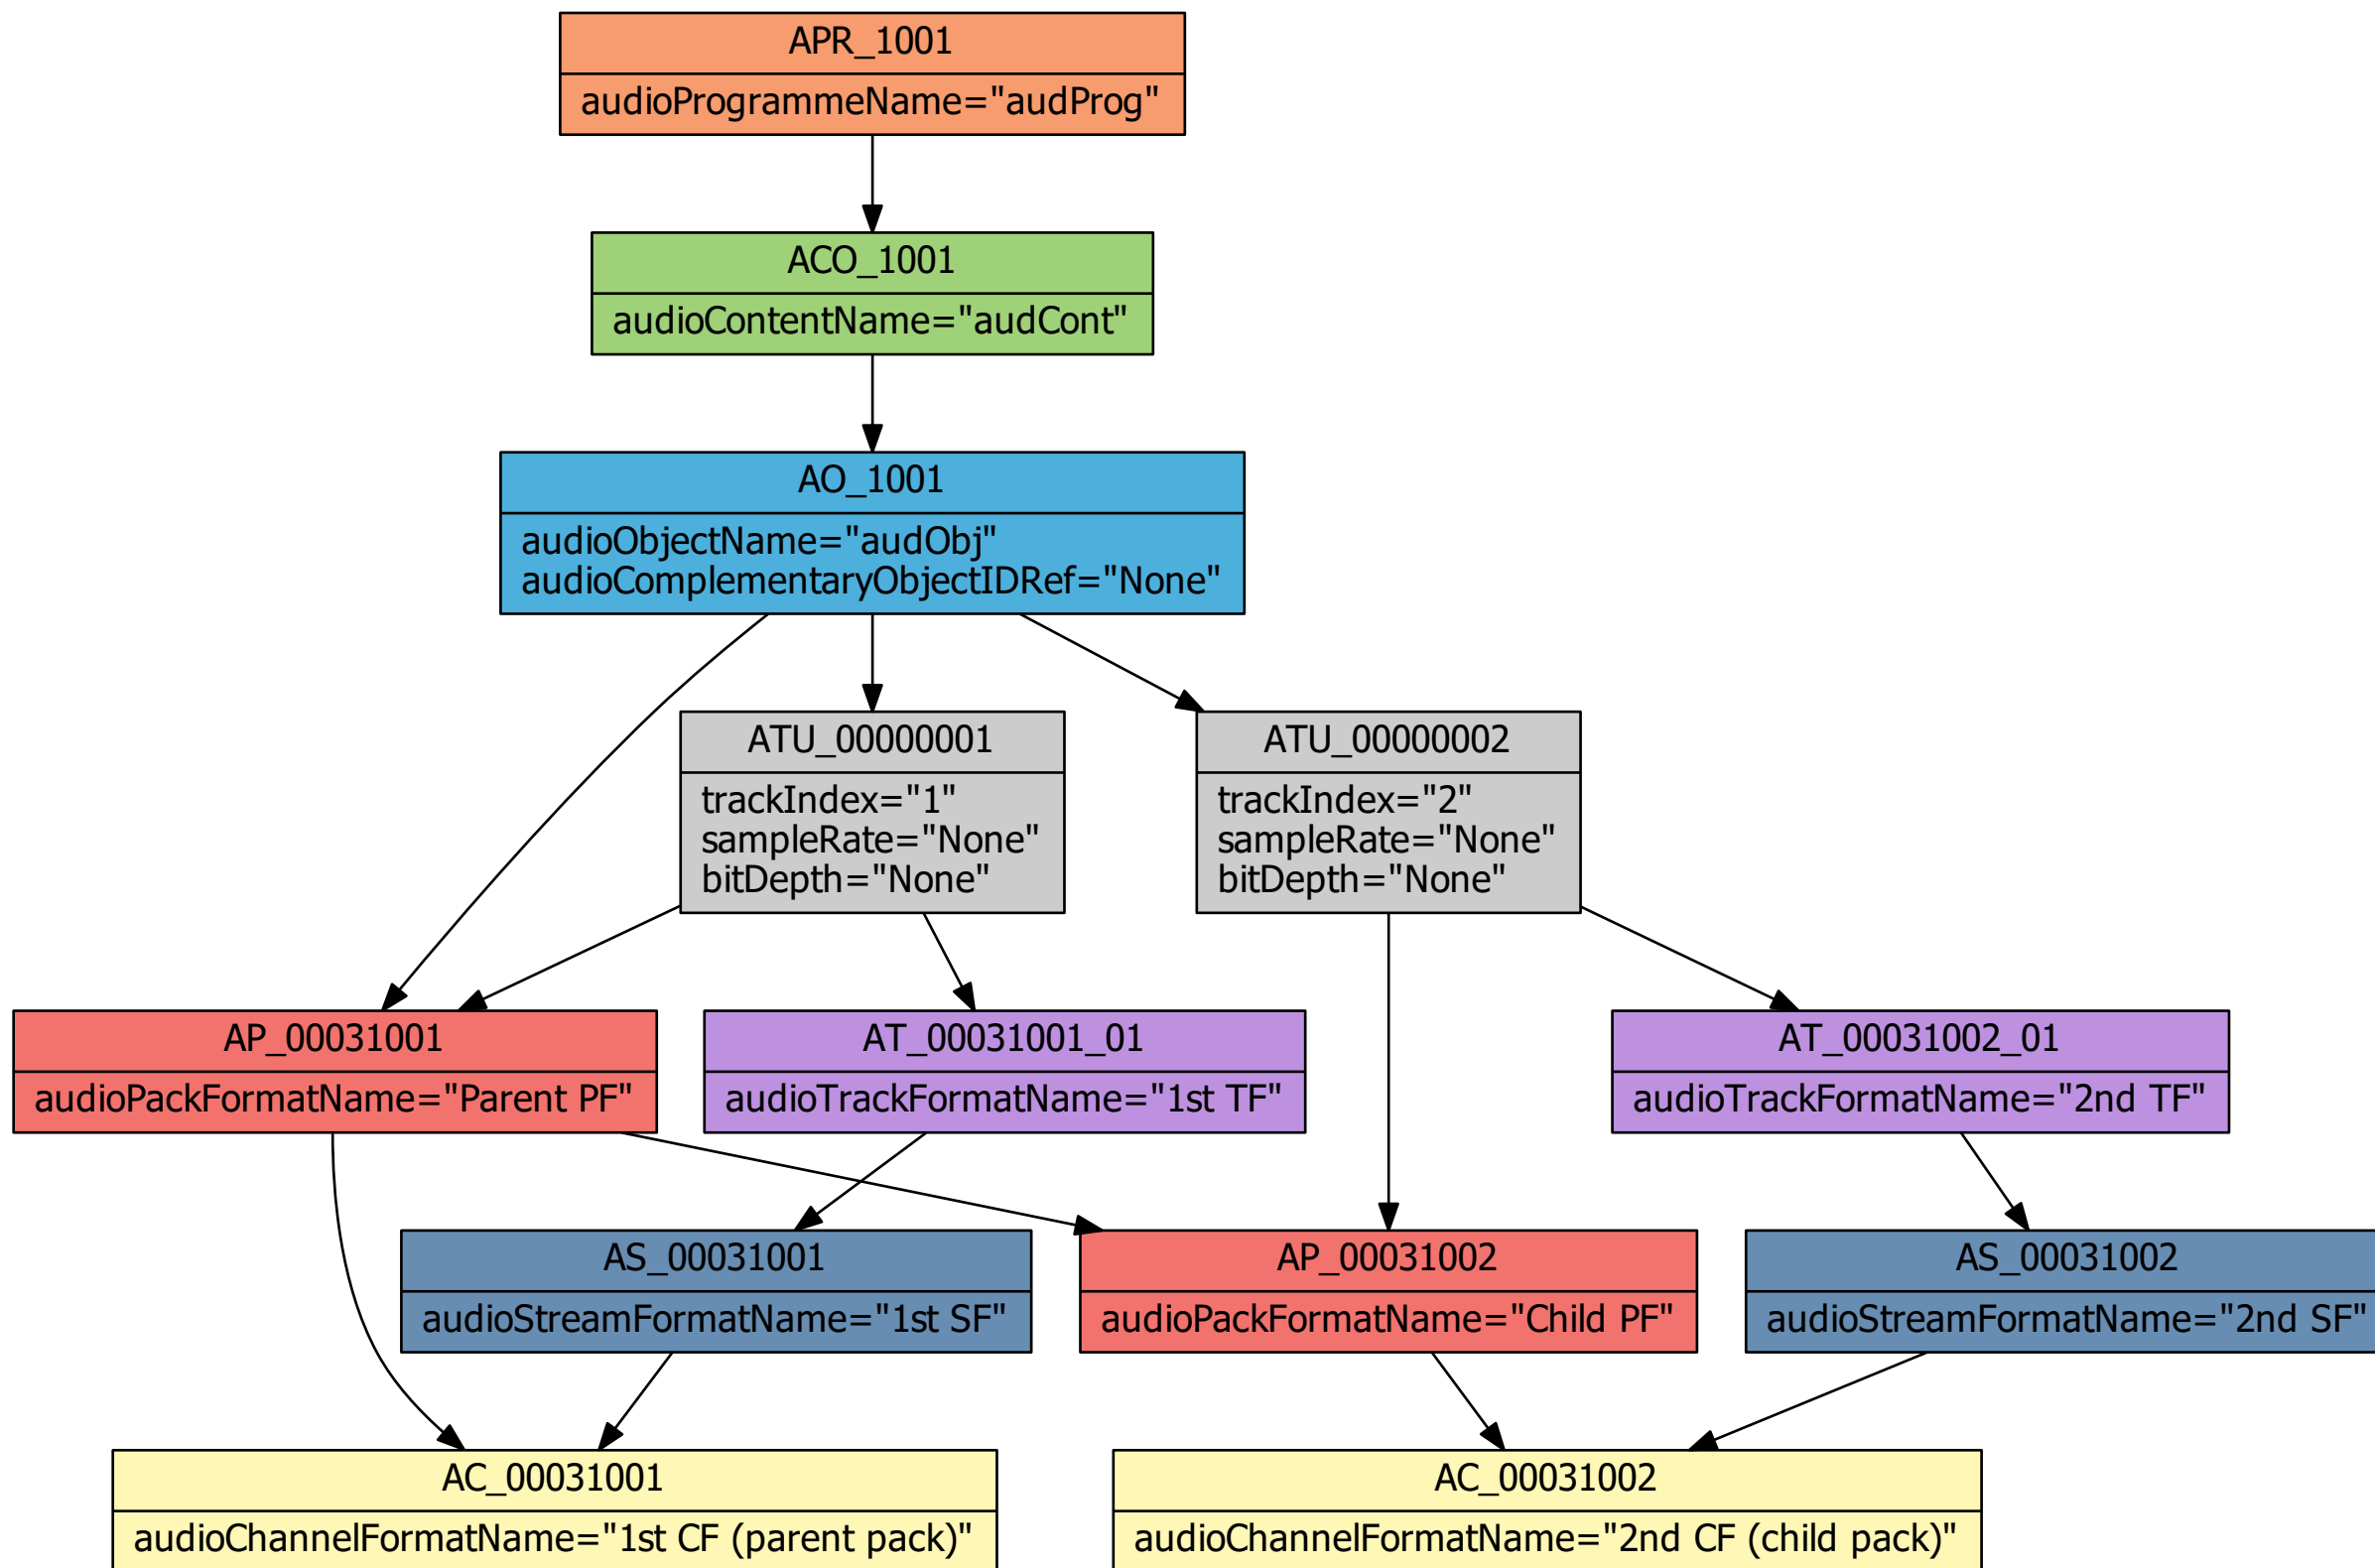 APR_1001
audioProgrammeName="audProg"
ACO_1001
audioContentName="audCont"
AO_1001
audioObjectName="audObj"
audioComplementaryObjectIDRef="None"
ATU_00000001
trackIndex="1"
sampleRate="None"
bitDepth="None"
ATU_00000002
trackIndex="2"
sampleRate="None"
bitDepth="None"
AP_00031001
audioPackFormatName="Parent PF"
AT_00031001_01
audioTrackFormatName="1st TF"
AT_00031002_01
audioTrackFormatName="2nd TF"
AS_00031001
audioStreamFormatName="1st SF"
AP_00031002
audioPackFormatName="Child PF"
AS_00031002
audioStreamFormatName="2nd SF"
AC_00031001
audioChannelFormatName="1st CF (parent pack)"
AC_00031002
audioChannelFormatName="2nd CF (child pack)"